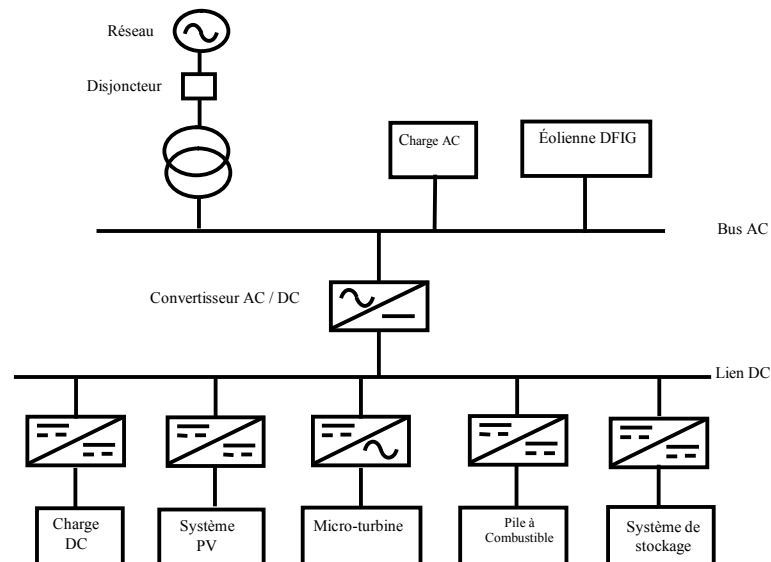 Réseau
Disjoncteur
Charge AC
Éolienne DFIG
Bus AC
Convertisseur AC / DC
Lien DC
Charge
DC
Système
PV
Micro-turbine
Pile à
Combustible
Système de
stockage